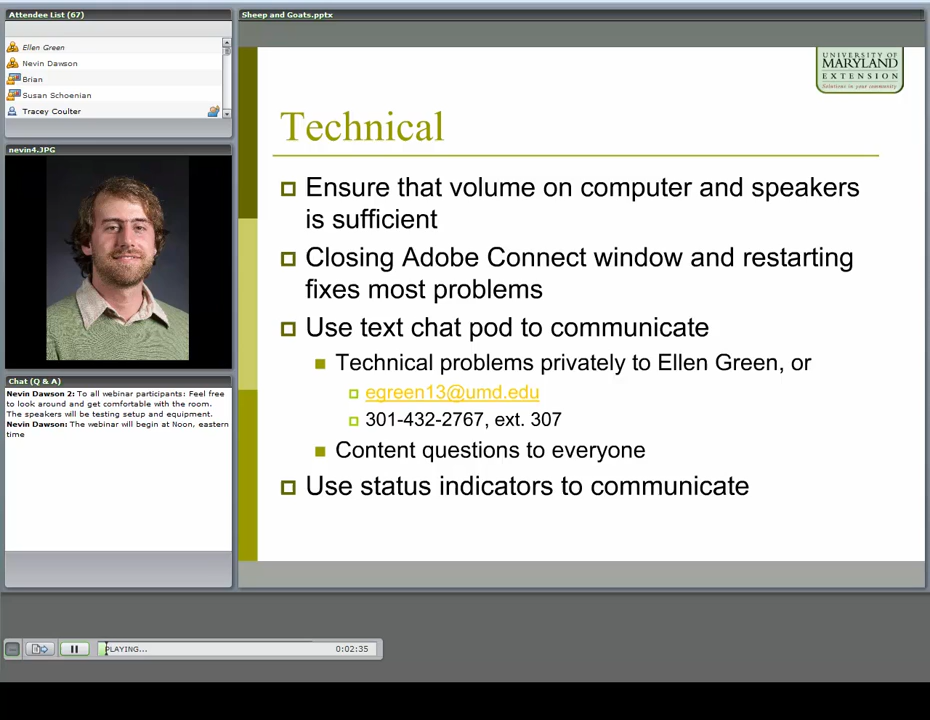 Attendee List (67)
Ellen Green
Nevin Dawson
Brian
Susan Schoenian
Tracey Coulter
nevin4.JPG
Chat (Q & A)
Nevin Dawson 2: To all webinar participants: Feel free
to look around and get comfortable with the room.
The speakers will be testing setup and equipment.
Nevin Dawson: The webinar will begin at Noon, eastern
time
Sheep and Goats.pptx
UNIVERSITY OF
MARYLAND
EXTENSION
Solutions in your community
Technical
Ensure that volume on computer and speakers
is sufficient
Closing Adobe Connect window and restarting
fixes most problems
Use text chat pod to communicate
Technical problems privately to Ellen Green, or
egreen13@umd.edu
301-432-2767, ext. 307
Content questions to everyone
Use status indicators to communicate
PLAYING... 0:02:35